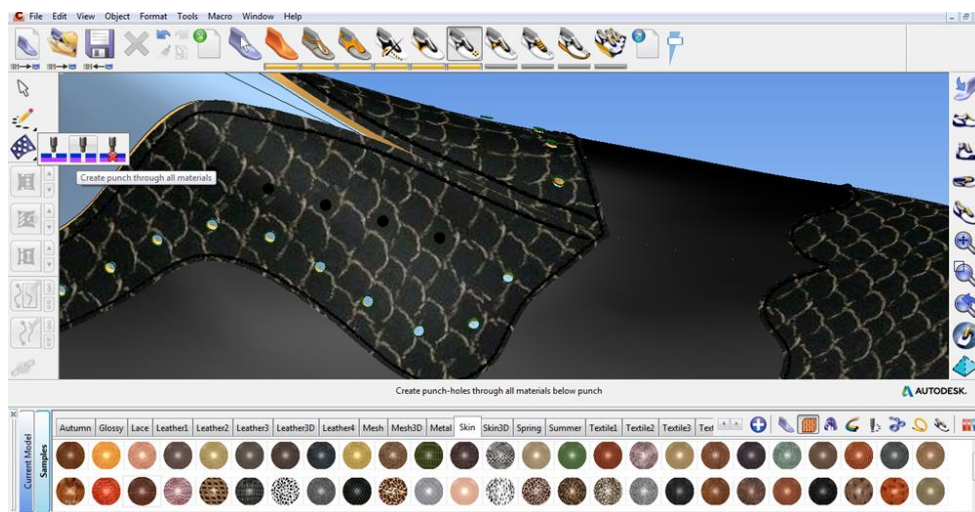 File Edit View Object Format Tools Macro Window Help
Create punch through all materials
Create punch-holes through all materials below punch
AUTODESK.
Autumn Glossy Lace Leather1 Leather2 Leather3 Leather3D Leather4 Mesh Mesh3D Metal Skin Skin3D Spring Summer Textile1 Textile2 Textile3
Current Model
Samples